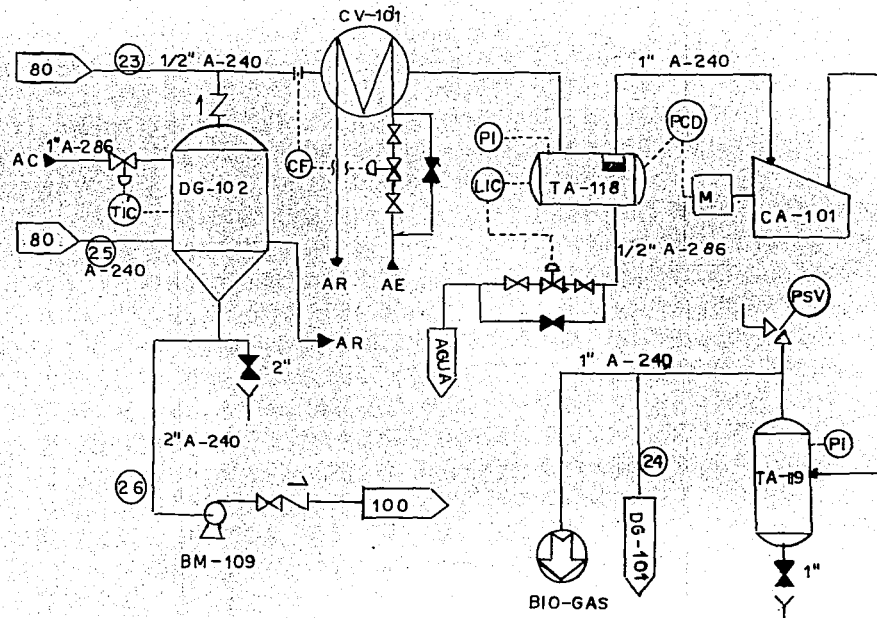 CV-101
80
23
1/2" A-240
1" A-240
1" A-286
AC
TIC
DG-102
CF
PI
LIC
TA-118
PCD
M
CA-101
80
25
A-240
AR
AE
1/2" A-286
AR
AGUA
PSV
1" A-240
2"
2" A-240
24
PI
TA-119
26
100
DG-101
1"
BM-109
BIO-GAS